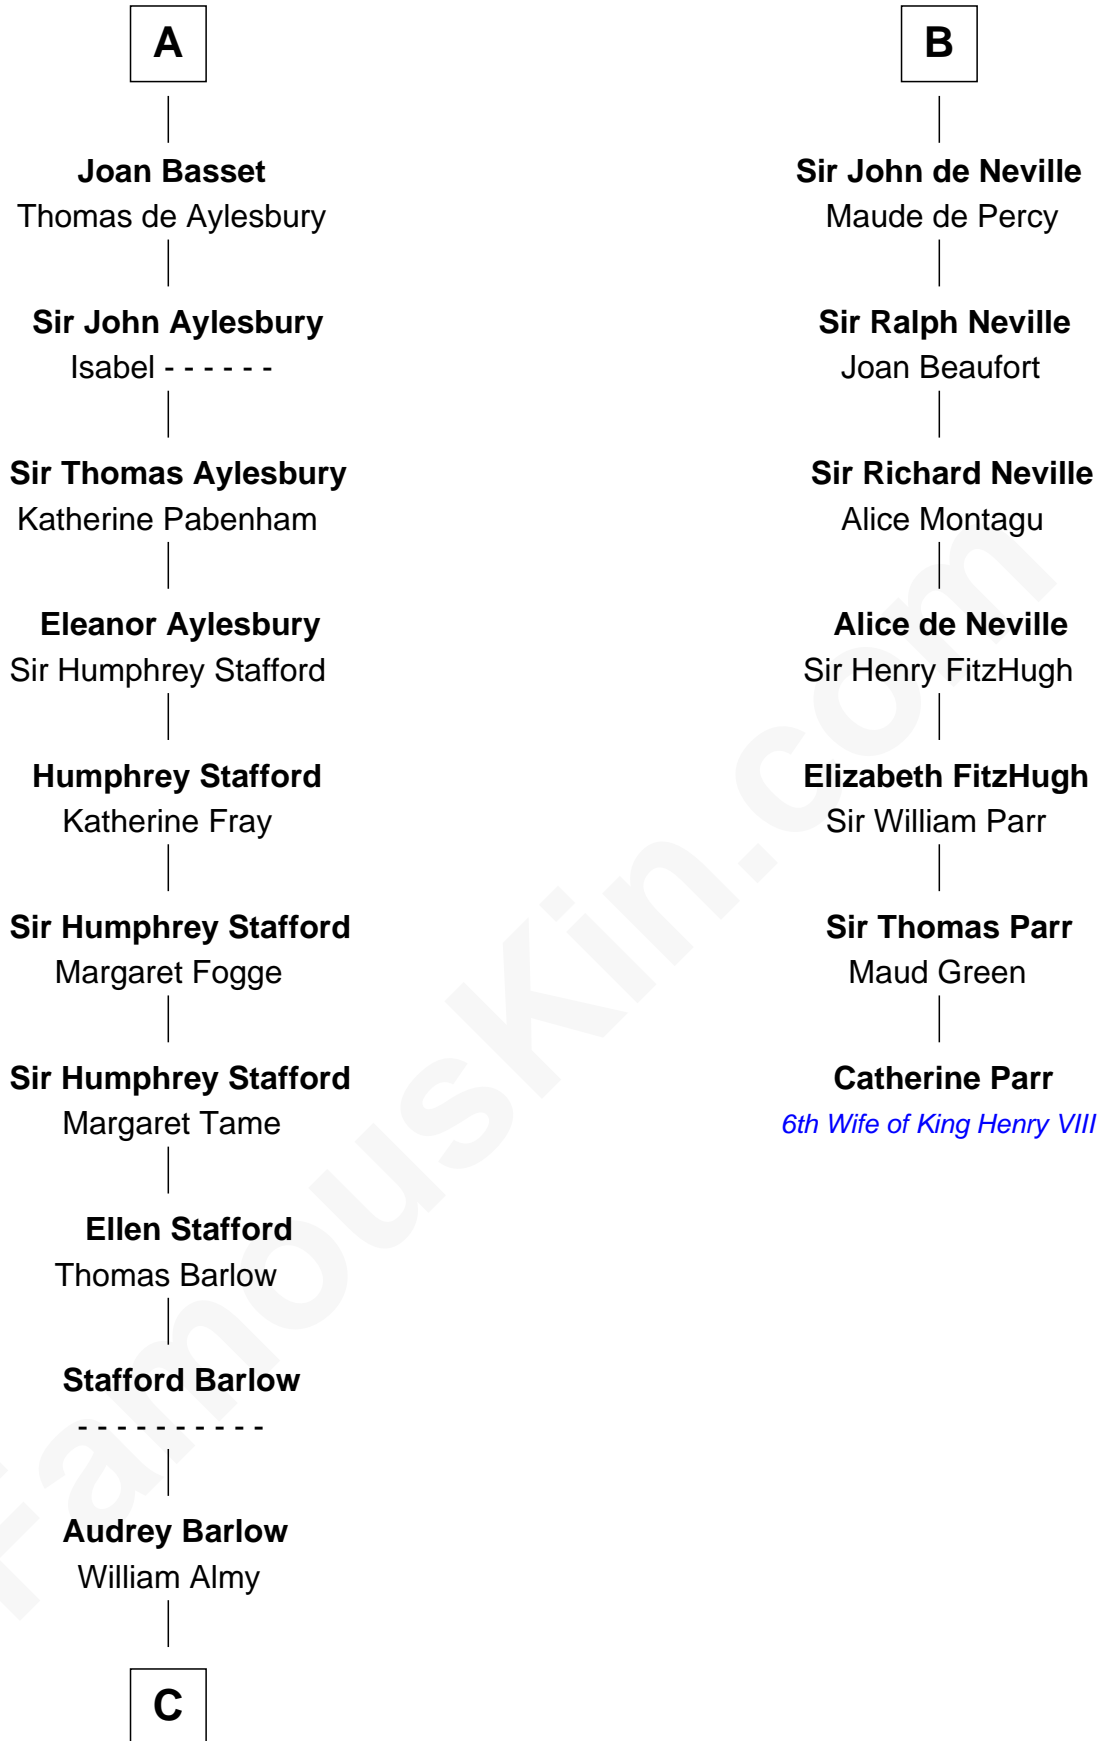 A
Joan Basset
Thomas de Aylesbury
Sir John Aylesbury
Isabel - - - - - -
Sir Thomas Aylesbury
Katherine Pabenham
Eleanor Aylesbury
Sir Humphrey Stafford
Humphrey Stafford
Katherine Fray
Sir Humphrey Stafford
Margaret Fogge
Sir Humphrey Stafford
Margaret Tame
Ellen Stafford
Thomas Barlow
Stafford Barlow
- - - - - - - - - -
Audrey Barlow
William Almy
C
B
Sir John de Neville
Maude de Percy
Sir Ralph Neville
Joan Beaufort
Sir Richard Neville
Alice Montagu
Alice de Neville
Sir Henry FitzHugh
Elizabeth FitzHugh
Sir William Parr
Sir Thomas Parr
Maud Green
Catherine Parr
6th Wife of King Henry VIII
FamousKin.com